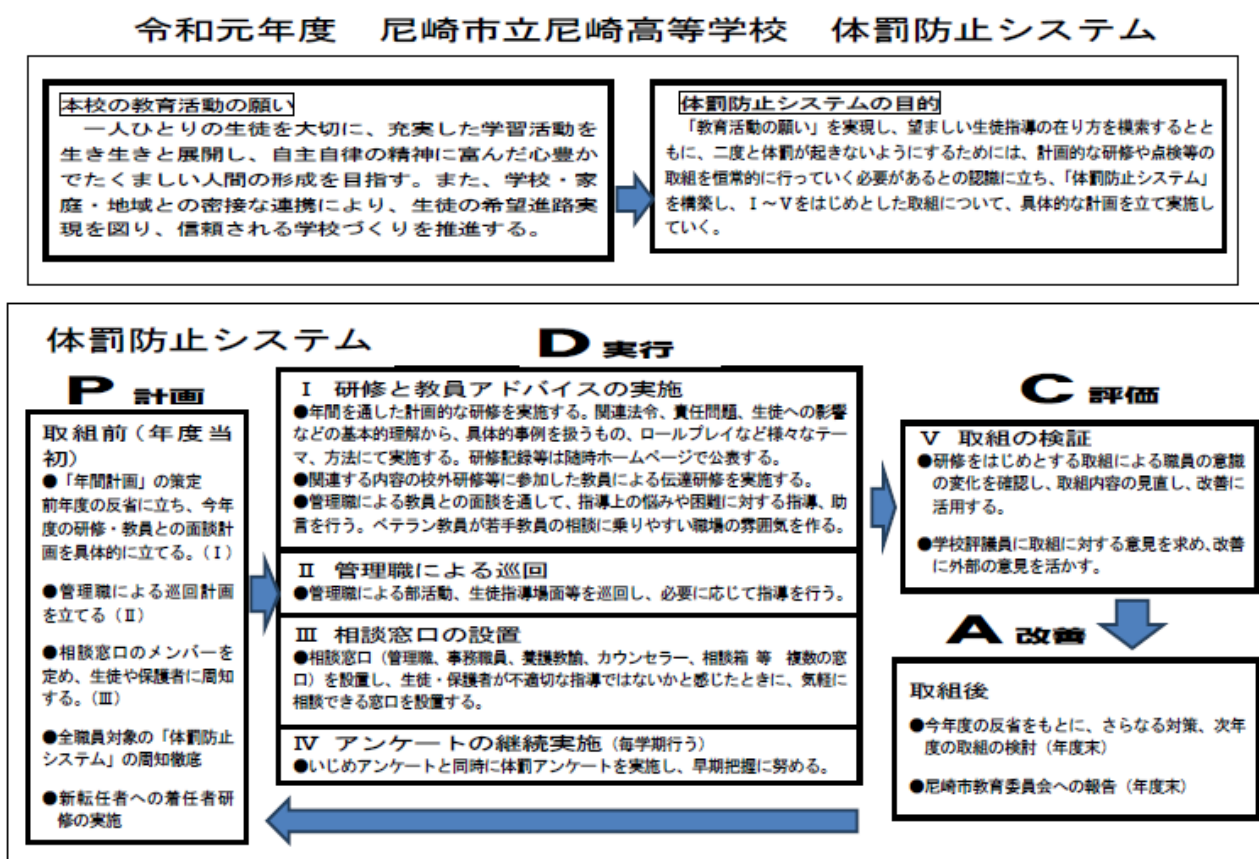 令和元年度 尼崎市立尼崎高等学校 体罰防止システム
本校の教育活動の願い
一人ひとりの生徒を大切に、充実した学習活動を
生き生きと展開し、自主自律の精神に富んだ心豊か
でたくましい人間の形成を目指す。また、学校・家
庭・地域との密接な連携により、生徒の希望進路実
現を図り、信頼される学校づくりを推進する。
体罰防止システムの目的
「教育活動の願い」を実現し、望ましい生徒指導の在り方を模索するとと
もに、二度と体罰が起きないようにするためには、計画的な研修や点検等の
取組を恒常的に行っていく必要があるとの認識に立ち、「体罰防止システム」
を構築し、Ⅰ～Ⅴをはじめとした取組について、具体的な計画を立て実施し
ていく。
体罰防止システム
P 計画
取組前（年度当
初）
●「年間計画」の策定
前年度の反省に立ち、今年
度の研修・教員との面談計
画を具体的に立てる。（Ⅰ）
●管理職による巡回計画
を立てる（Ⅱ）
●相談窓口のメンバーを
定め、生徒や保護者に周知
する。（Ⅲ）
●全職員対象の「体罰防止
システム」の周知徹底
●新転任者への着任者研
修の実施
D 実行
Ⅰ 研修と教員アドバイスの実施
●年間を通した計画的な研修を実施する。関連法令、責任問題、生徒への影響
などの基本的理解から、具体的事例を扱うもの、ロールプレイなど様々なテー
マ、方法にて実施する。研修記録等は随時ホームページで公表する。
●関連する内容の校外研修等に参加した教員による伝達研修を実施する。
●管理職による教員との面談を通して、指導上の悩みや困難に対する指導、助
言を行う。ベテラン教員が若手教員の相談に乗りやすい職場の雰囲気を作る。
Ⅱ 管理職による巡回
●管理職による部活動、生徒指導場面等を巡回し、必要に応じて指導を行う。
Ⅲ 相談窓口の設置
●相談窓口（管理職、事務職員、養護教諭、カウンセラー、相談箱 等 複数の窓
口）を設置し、生徒・保護者が不適切な指導ではないかと感じたときに、気軽に
相談できる窓口を設置する。
Ⅳ アンケートの継続実施（毎学期行う）
●いじめアンケートと同時に体罰アンケートを実施し、早期把握に努める。
C 評価
Ⅴ 取組の検証
●研修をはじめとする取組による職員の意識
の変化を確認し、取組内容の見直し、改善に
に活用する。
●学校評議員に取組に対する意見を求め、改善
に外部の意見を活かす。
A 改善
取組後
●今年度の反省をもとに、さらなる対策、次年
度の取組の検討（年度末）
●尼崎市教育委員会への報告（年度末）